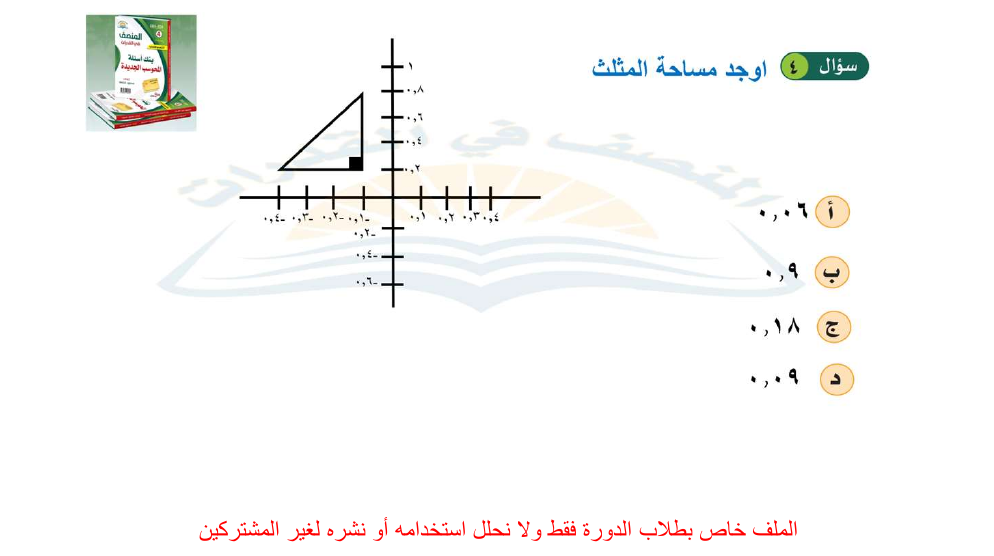 سؤال ٤ اوجد مساحة المثلث
المنصف
بنك أسئلة
المحوسب الجديدة
١
٠,٨
٠,٦
٠,٤
٠,٢
-٠,٤ -٠,٣ -٠,٢ -٠,١ ٠,١ ٠,٢ ٠,٣ ٠,٤
-٠,٢
-٠,٤
-٠,٦
أ ٠,٠٦
ب ٠,٩
ج ٠,١٨
د ٠,٠٩
الملف خاص بطلاب الدورة فقط ولا نحلل استخدامه أو نشره لغير المشتركين